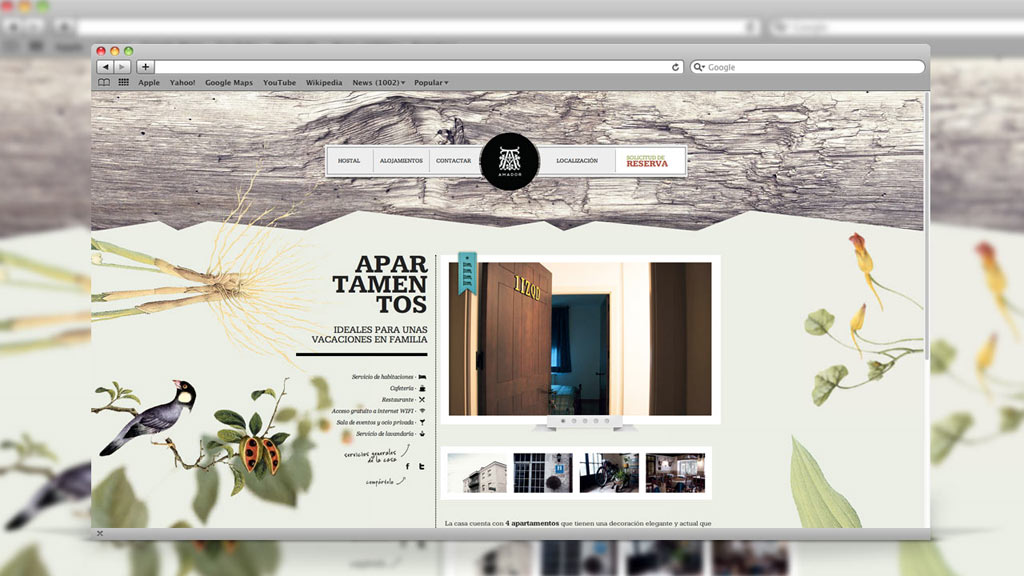 Google
Apple Yahoo! Google Maps YouTube Wikipedia News (1002) Popular
HOSTAL ALOJAMIENTOS CONTACTAR
AMADOR
LOCALIZACIÓN
SOLICITUD DE
RESERVA
APAR
TAMEN
TOS
IDEALES PARA UNAS
VACACIONES EN FAMILIA
Servicio de habitaciones
Cafetería
Restaurante
Acceso gratuito a internet WIFI
Sala de eventos y ocio privada
Servicio de lavandería
servicios generales
de la casa
compártelo
1IZQD
La casa cuenta con 4 apartamentos que tienen una decoración elegante y actual que